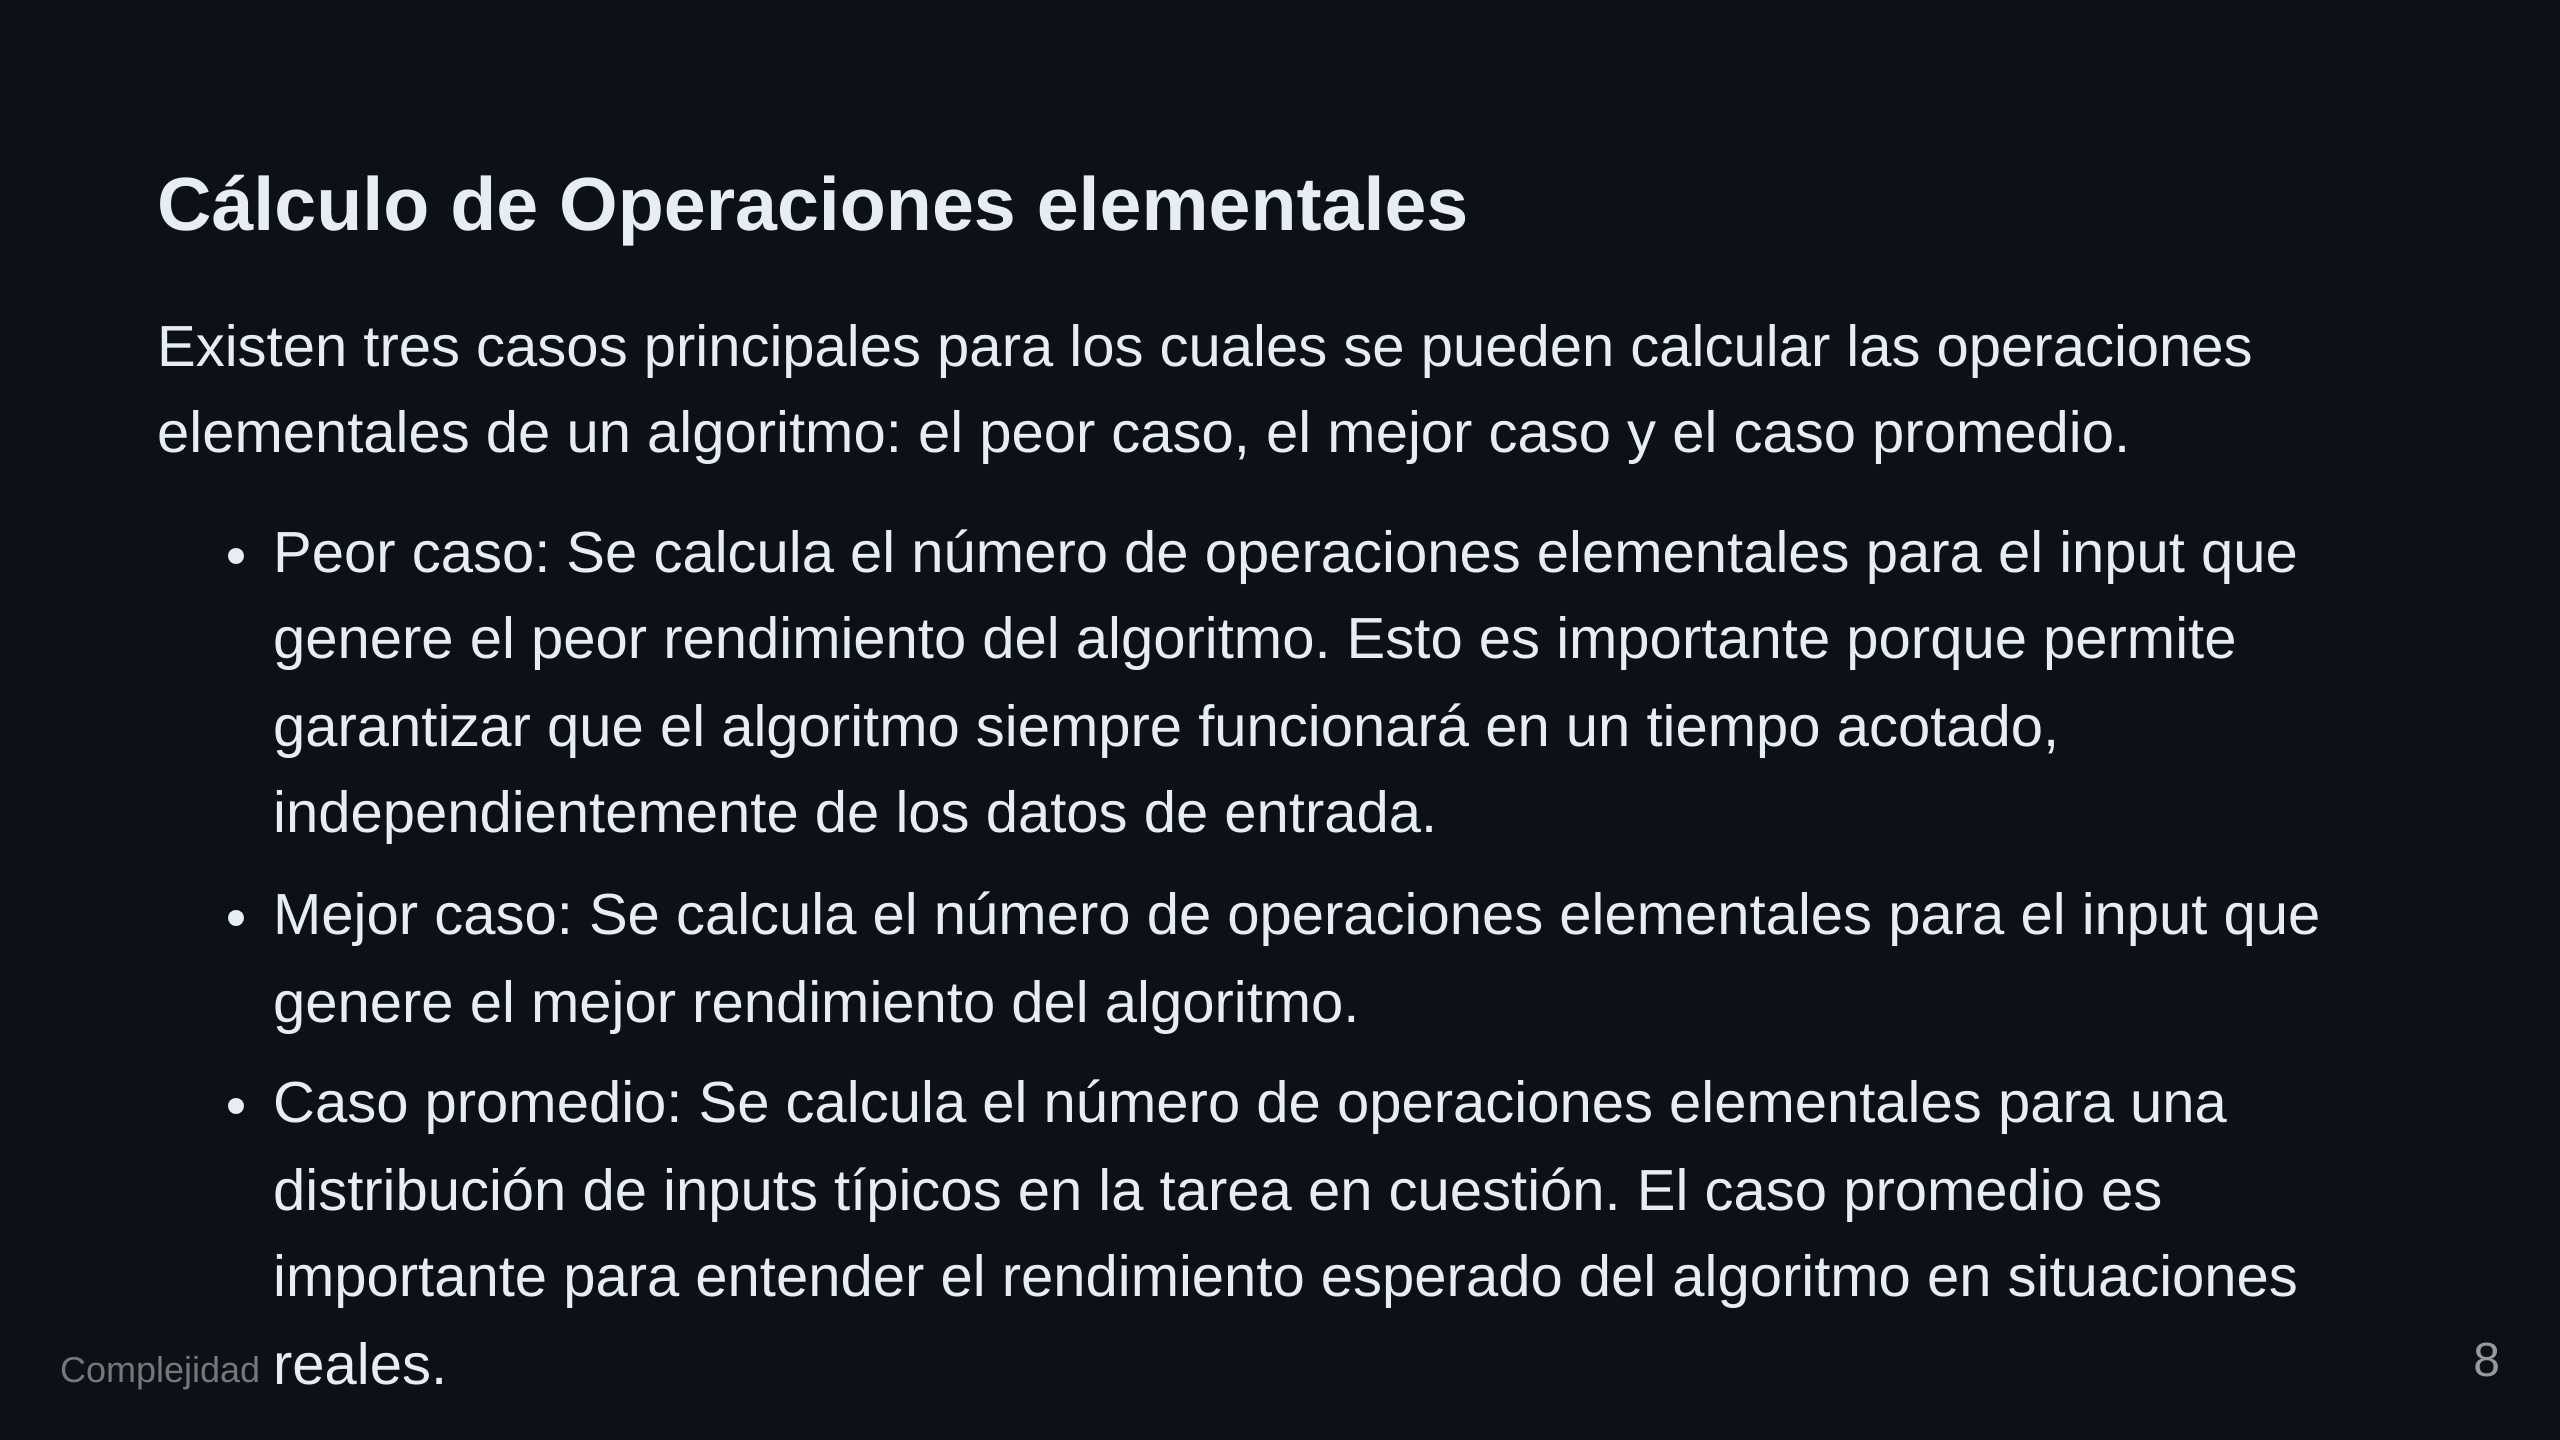 Cálculo de Operaciones elementales
Existen tres casos principales para los cuales se pueden calcular las operaciones
elementales de un algoritmo: el peor caso, el mejor caso y el caso promedio.
• Peor caso: Se calcula el número de operaciones elementales para el input que
genere el peor rendimiento del algoritmo. Esto es importante porque permite
garantizar que el algoritmo siempre funcionará en un tiempo acotado,
independientemente de los datos de entrada.
• Mejor caso: Se calcula el número de operaciones elementales para el input que
genere el mejor rendimiento del algoritmo.
• Caso promedio: Se calcula el número de operaciones elementales para una
distribución de inputs típicos en la tarea en cuestión. El caso promedio es
importante para entender el rendimiento esperado del algoritmo en situaciones
reales.
Complejidad
8